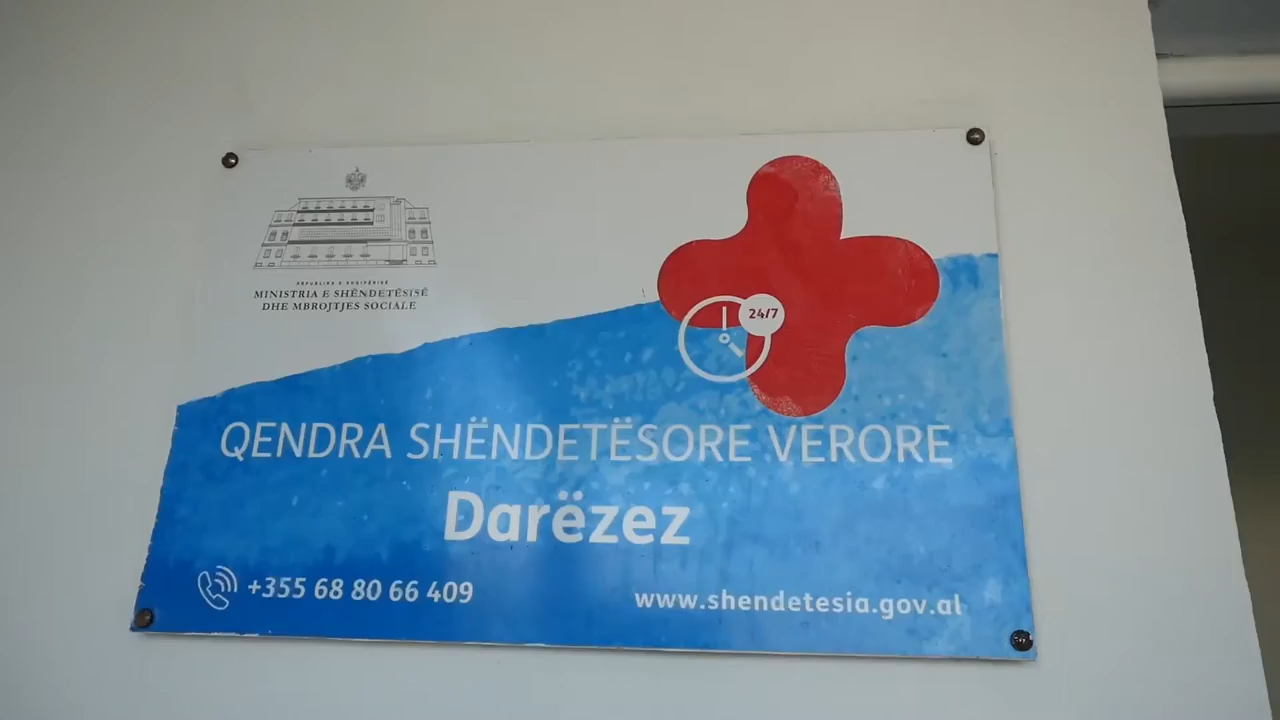 REPUBLIKA E SHQIPËRISË
MINISTRIA E SHËNDETËSISË
DHE MBROJTJES SOCIALE
24/7
QENDRA SHËNDETËSORE VERORE
Darëzez
+355 68 80 66 409
www.shendetesia.gov.al